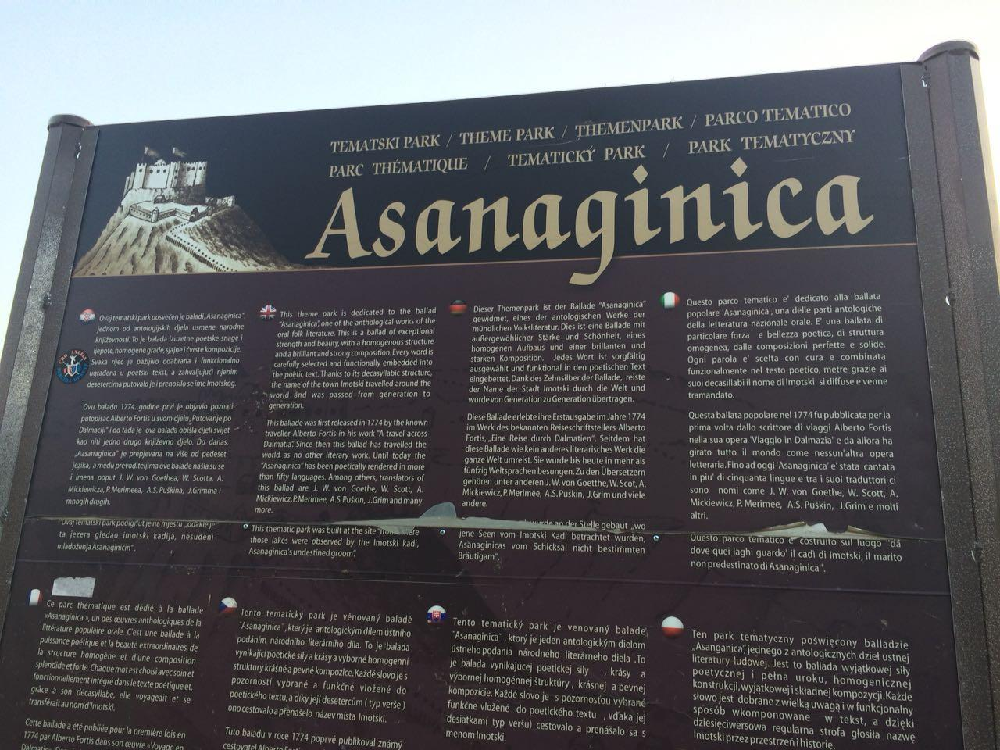 TEMATSKI PARK / THEME PARK / THEMENPARK / PARCO TEMATICO
PARC THÉMATIQUE / TEMATICKÝ PARK / PARK TEMATYCZNY
Asanaginica
Ovaj tematski park posvećen je baladi „Asanaginica",
jednom od antologijskih djela usmene narodne
književnosti. To je balada izuzetne poetske snage i
ljepote, homogene građe, sjajne i čvrste kompozicije.
Svaka riječ je pažljivo odabrana i funkcionalno
ugrađena u poetski tekst, a zahvaljujući njenim
desetercima putovalo je i prenosilo se ime Imotskog.
Ovu baladu 1774. godine prvi je objavio poznati
putopisac Alberto Fortis u svom djelu „Putovanje po
Dalmaciji" i od tada je ova balada obišla cijeli svijet
kao niti jedno drugo književno djelo. Do danas,
„Aasanaginica" je prepjevana na više od pedeset
jezika, a među prevoditeljima ove balade našla su se
i imena poput J. W. von Goethea, W. Scotta, A.
Mickiewicza, P. Merimeea, A.S. Puškina, J.Grimma i
mnogih drugih.
Ovaj tematski park podignut je na mjestu „odakle je
ta jezera gledao imotski kadija, nesuđeni
mladoženja Asanaginičin".
This theme park is dedicated to the ballad
"Asanaginica", one of the anthological works of the
oral folk literature. This is a ballad of exceptional
strength and beauty, with a homogenous structure
and a brilliant and strong composition. Every word is
carefully selected and functionally embedded into
the poetic text. Thanks to its decasyllabic structure,
the name of the town Imotski travelled around the
world and was passed from generation to
generation.
This ballad was first released in 1774 by the known
traveller Alberto Fortis in his work "A travel across
Dalmatia". Since then this ballad has travelled the
world as no other literary work. Until today the
"Asanaginica" has been poetically rendered in more
than fifty languages. Among others, translators of
this ballad are J. W. von Goethe, W. Scott, A.
Mickiewicz, P. Merimee, A.S. Puškin, J.Grim and many
more.
This thematic park was built at the site "from where
those lakes were observed by the Imotski kadi,
Asanaginica's undestined groom".
Dieser Themenpark ist der Ballade "Asanaginica"
gewidmet, eines der antologischen Werke der
mündlichen Volksliteratur. Dies ist eine Ballade mit
außergewöhlicher Stärke und Schönheit, eines
homogenen Aufbaus und einer brillanten und
starken Komposition. Jedes Wort ist sorgfältig
ausgewählt und funktional in den poetischen Text
eingebettet. Dank des Zehnsilber der Ballade, reiste
der Name der Stadt Imotski durch die Welt und
wurde von Generation zu Generation übertragen.
Diese Ballade erlebte ihre Erstausgabe im Jahre 1774
im Werk des bekannten Reiseschriftstellers Alberto
Fortis, „Eine Reise durch Dalmatien". Seitdem hat
diese Ballade wie kein anderes literarisches Werk die
ganze Welt umreist. Sie wurde bis heute in mehr als
fünfzig Weltsprachen besungen. Zu den Übersetzern
gehören unter anderen J. W. von Goetthe, W. Scot, A.
Mickiewicz, P. Merimee, A.S. Puškin, J.Grim und viele
andere.
wurde an der Stelle gebaut „wo
jene Seen vom Imotski Kadi betrachtet wurden,
Asanaginicas vom Schicksal nicht bestimmten
Bräutigam".
Questo parco tematico e' dedicato alla ballata
popolare 'Asanaginica', una delle parti antologiche
della letteratura nazionale orale. E' una ballata di
particolare forza e bellezza poetica, di struttura
omogenea, dalle composizioni perfette e solide.
Ogni parola e' scelta con cura e combinata
funzionalmente nel testo poetico, metre grazie ai
suoi decasillabi il nome di Imotski si diffuse e venne
tramandato.
Questa ballata popolare nel 1774 fu pubblicata per la
prima volta dallo scrittore di viaggi Alberto Fortis
nella sua opera 'Viaggio in Dalmazia' e da allora ha
girato tutto il mondo come nessun'altra opera
letteraria. Fino ad oggi 'Asanaginica' e' stata cantata
in piu' di cinquanta lingue e tra i suoi traduttori ci
sono nomi come J. W. von Goethe, W. Scott, A.
Mickiewicz, P. Merimee, A.S. Puškin, J.Grim e molti
altri.
Questo parco tematico e' costruito sul luogo "da
dove quei laghi guardo' il cadi di Imotski, il marito
non predestinato di Asanaginica".
Ce parc thématique est dédié à la ballade
«Asanaginica », un des œuvres anthologiques de la
littérature populaire orale. C'est une ballade à la
puissance poétique et la beauté extraordinaires, de
la structure homogène et d'une composition
splendide et forte. Chaque mot est choisi avec soin et
fonctionnellement intégré dans le texte poétique et,
grâce à son décasyllabe, elle voyageait et se
transférait au nom d'Imotski.
Cette ballade a été publiée pour la première fois en
1774 par Alberto Fortis dans son œuvre «Voyage en
Tento tematický park je vénovaný baladě
"Asanaginica", který je antologickým dílem ústního
podáním národního literárního díla. To je balada
vynikající poetické síly a krásy a výborné homogenní
struktury krásné a pevné kompozice. Každé slovo je s
pozorností vybrané a funkčné vložené do
poetického textu, a díky její desetercům ( typ verše )
ono cestovalo a přenášelo název místa Imotski.
Tuto baladu v roce 1774 poprvé publikoval známý
Tento tematický park je venovaný balade
"Asanaginica", ktorý je jeden antologickým dielom
ústneho podania národného literárneho diela .To
je balada vynikajúcej poetickej sily , krásy a
výbornej homogénnej štruktúry , krásnej a pevnej
kompozície. Každé slovo je s pozornosťou vybrané
funkčne vložené do poetického textu , vďaka jej
desiatkam( typ veršu) cestovalo a prenášalo sa s
menom Imotski.
Ten park tematyczny poświęcony balladzie
„Asanganica", jednego z antologicznych dzieł ustnej
literatury ludowej. Jest to ballada wyjątkowej siły
poetycznej i pełna uroku, homogenicznej
konstrukcji, wyjątkowej i składnej kompozycji. Każde
słowo jest dobrane z wielką uwagą i w funkcjonalny
sposób wkomponowane w tekst, a dzięki
dziesięciwersowa regularna strofa głosiła nazwę
Imotski przez przestrzeń i historię.